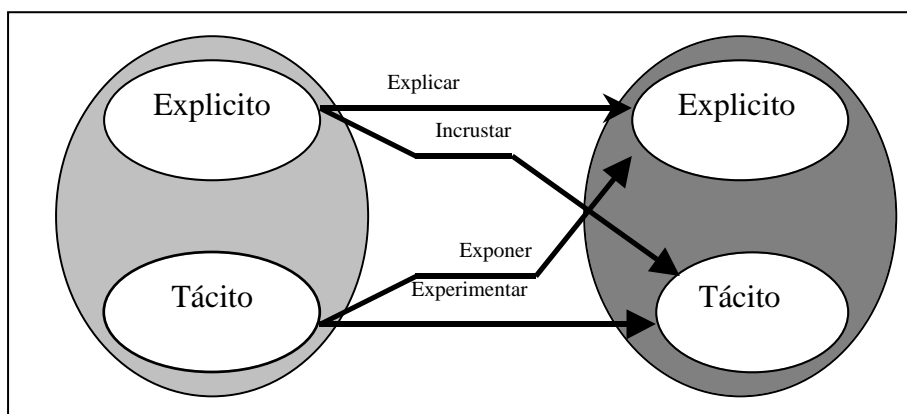 Explicar
Explicito
Explicito
Incrustar
Exponer
Experimentar
Tácito
Tácito